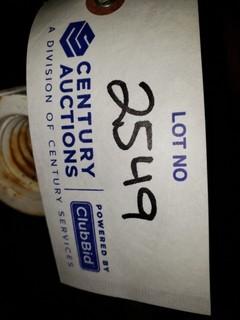 CENTURY
AUCTIONS
A DIVISION OF CENTURY SERVICES
POWERED BY
ClubBid
LOT NO
2549